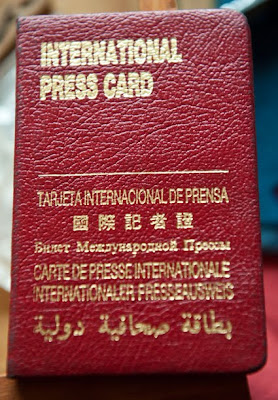 INTERNATIONAL
PRESS CARD
TARJETA INTERNACIONAL DE PRENSA
國際記者證
Билет Международной Прессы
CARTE DE PRESSE INTERNATIONALE
INTERNATIONALER PRESSEAUSWEIS
بطاقة صحافية دولية